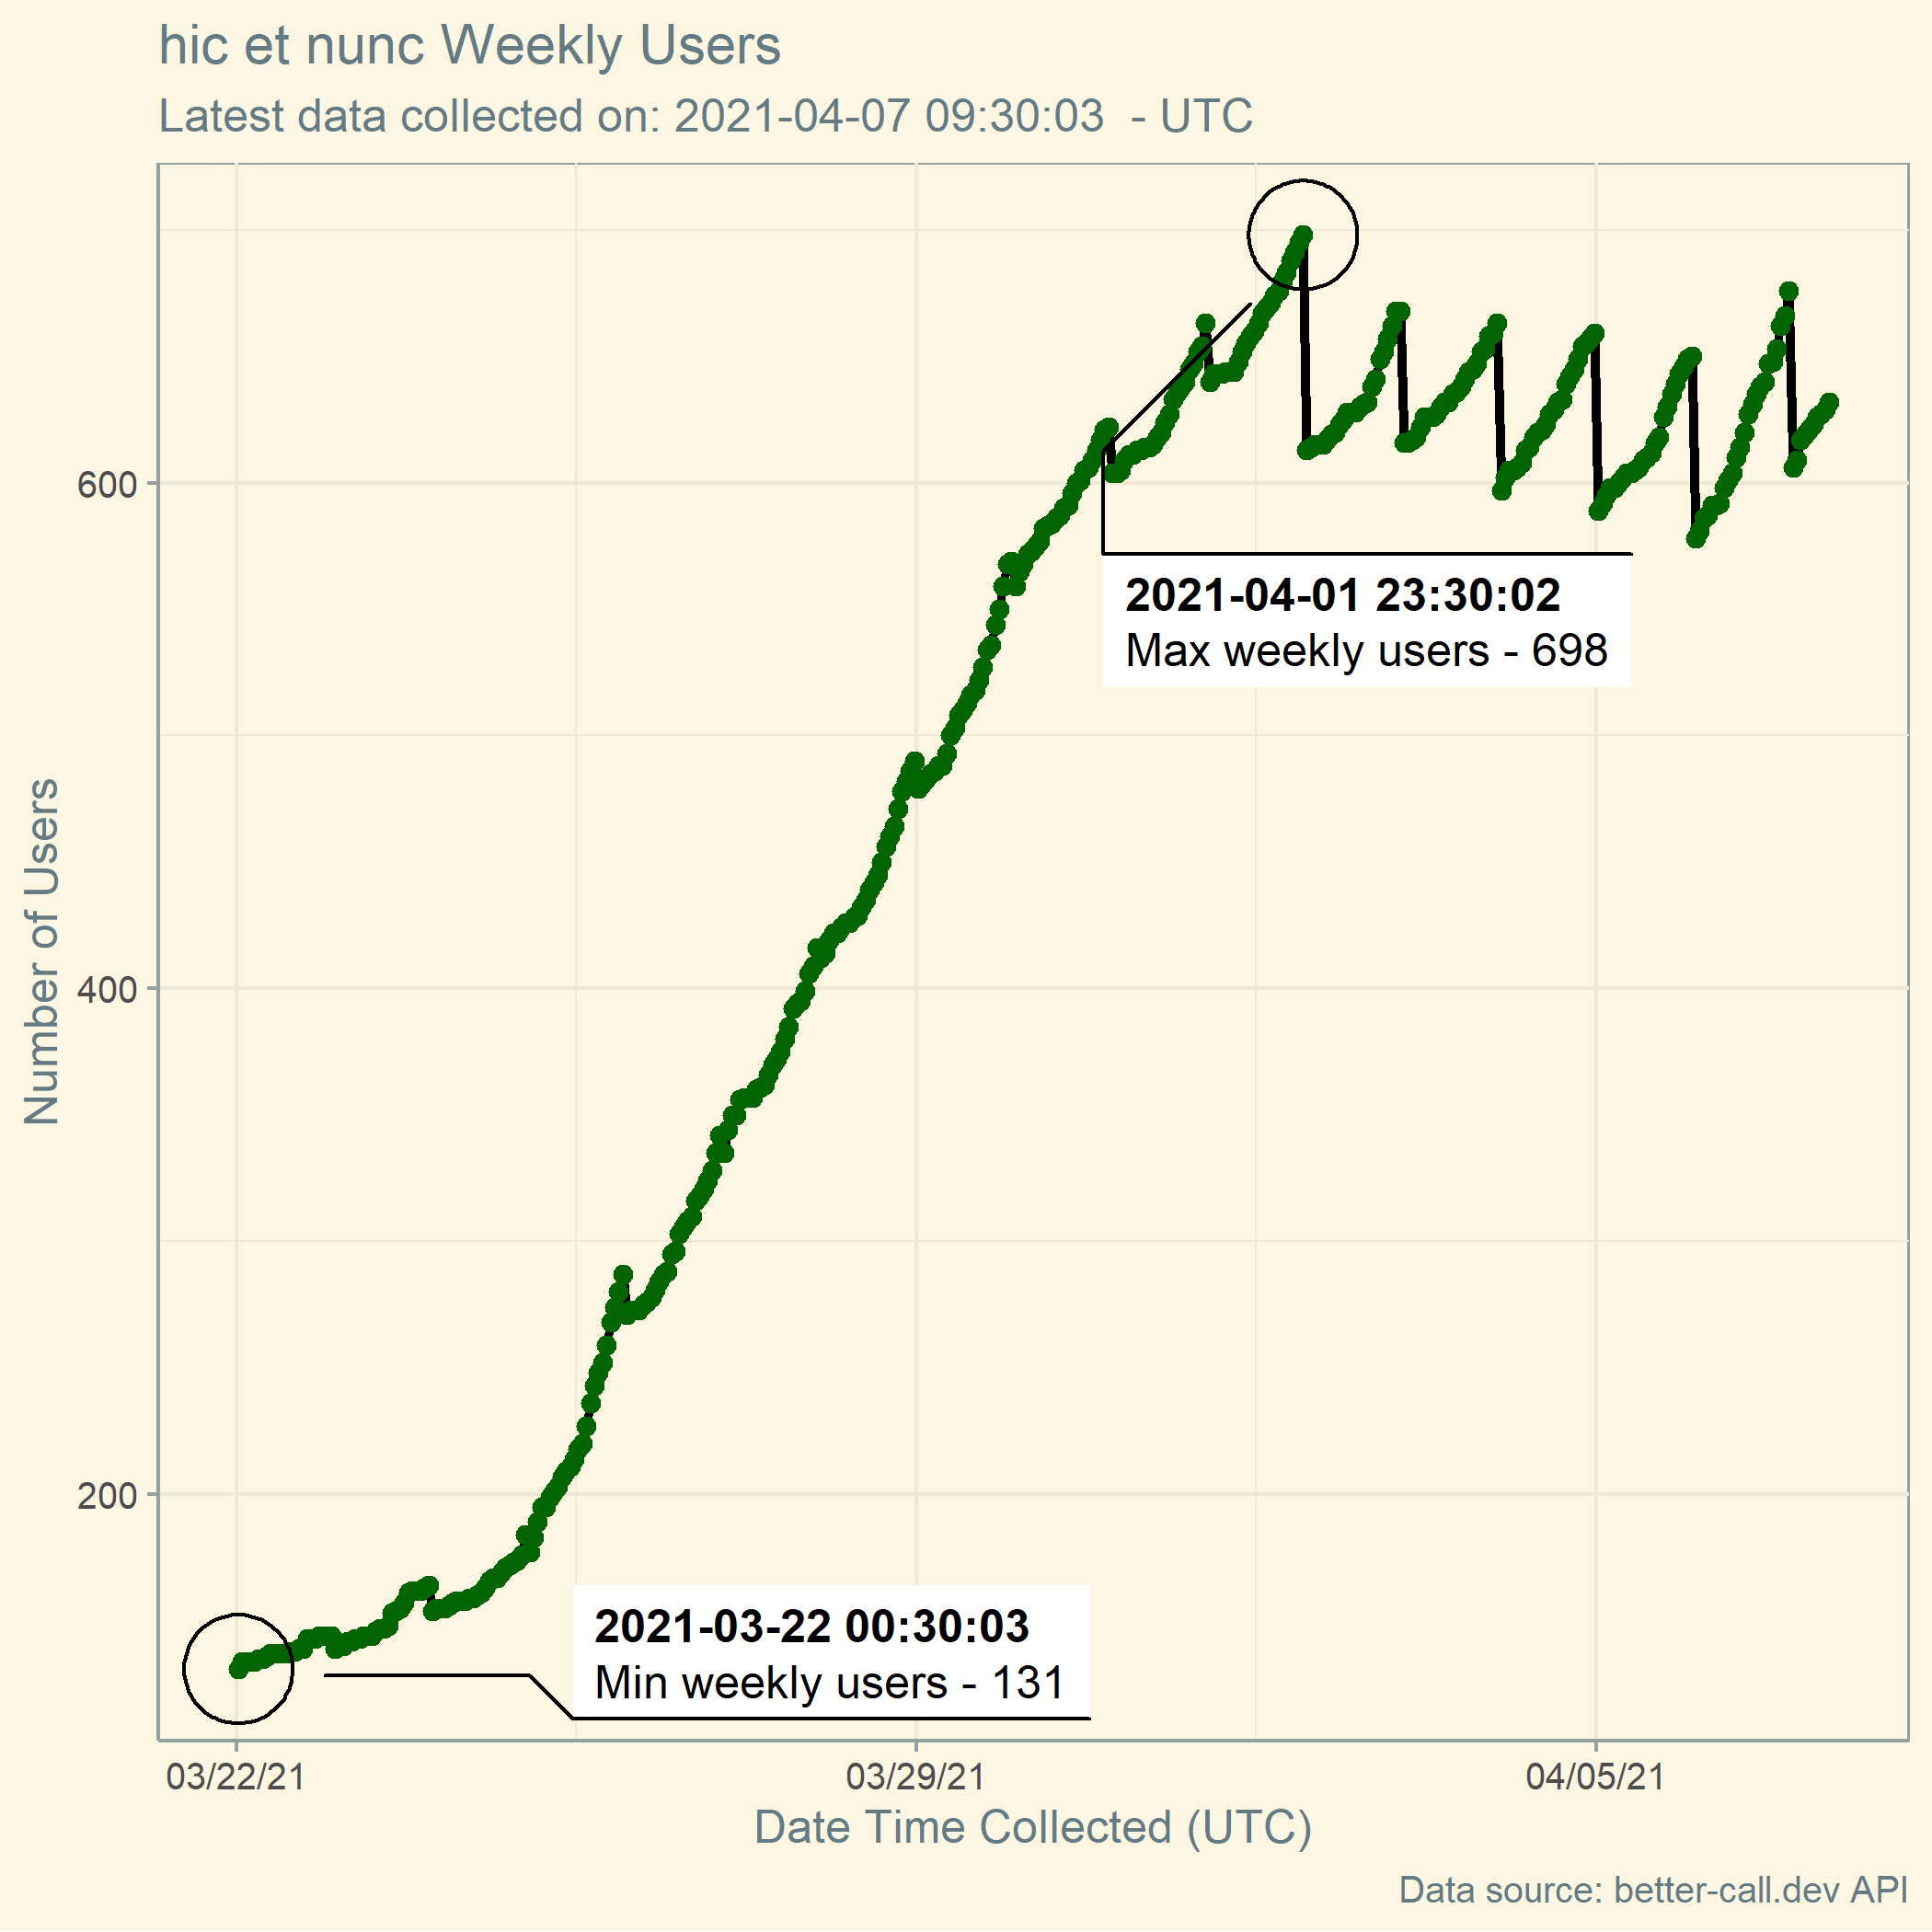 hic et nunc Weekly Users
Latest data collected on: 2021-04-07 09:30:03  - UTC
Number of Users
600
400
200
2021-04-01 23:30:02
Max weekly users - 698
2021-03-22 00:30:03
Min weekly users - 131
03/22/21
03/29/21
04/05/21
Date Time Collected (UTC)
Data source: better-call.dev API